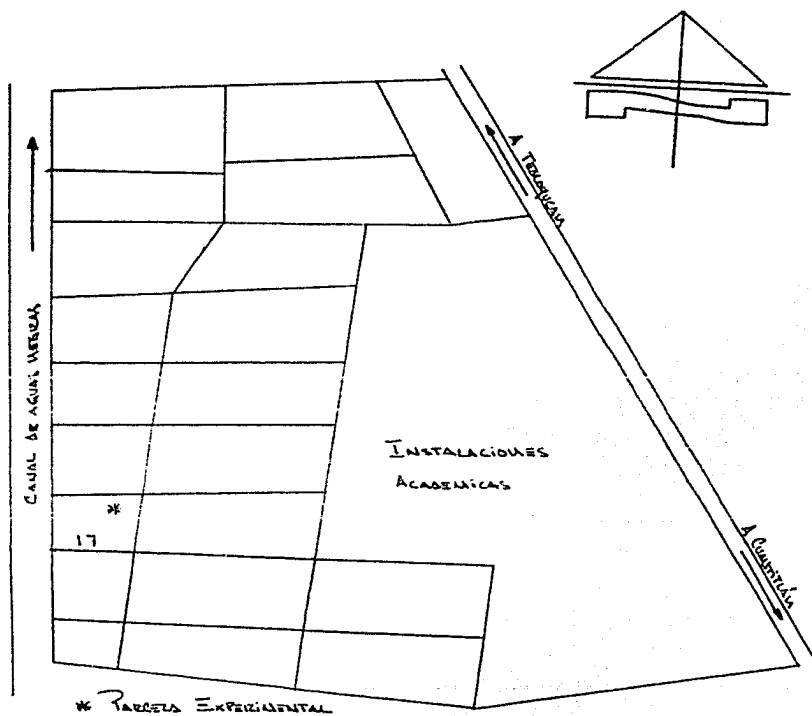 A TEOLOYUCAN
CANAL DE AGUAS NEGRAS
INSTALACIONES
ACADEMICAS
*
17
A CUAUTITLÁN
* PARCELA EXPERIMENTAL